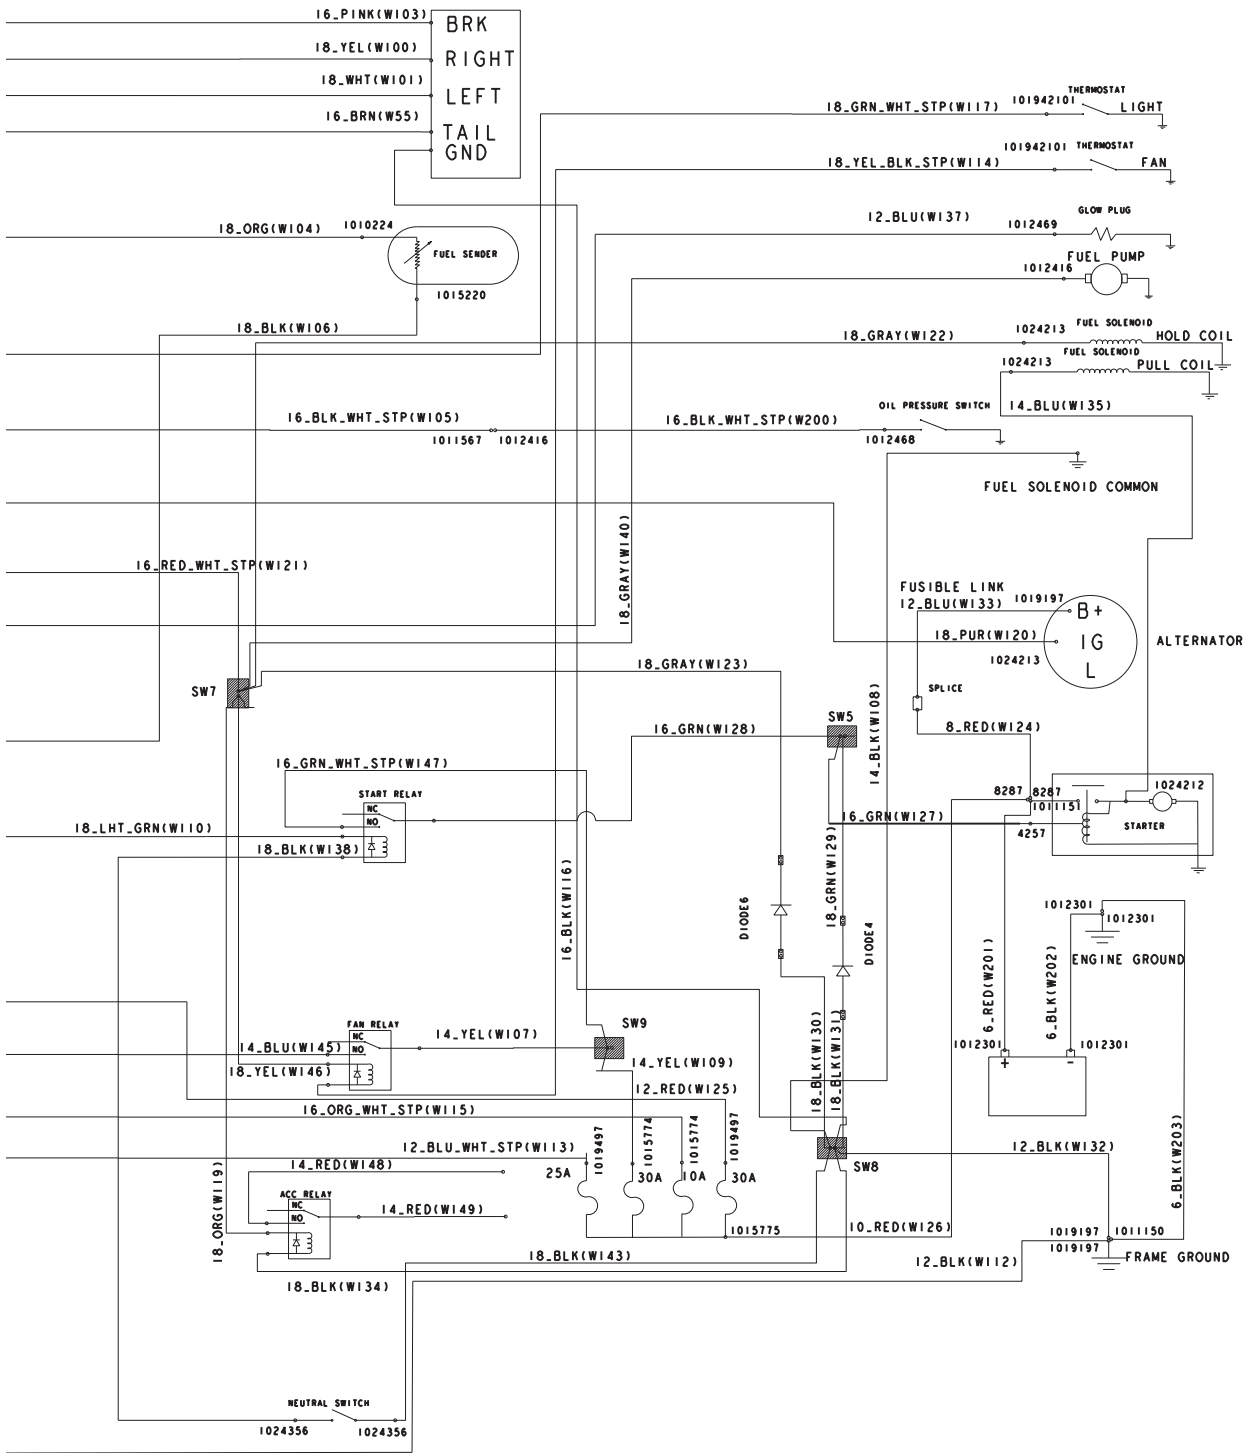 16_PINK(W103)
BRK
18_YEL(W100)
RIGHT
18_WHT(W101)
LEFT
16_BRN(W55)
TAIL
GND
18_GRN_WHT_STP(W117)
101942101
THERMOSTAT
LIGHT
18_YEL_BLK_STP(W114)
101942101
THERMOSTAT
FAN
18_ORG(W104)
1010224
FUEL SENDER
1015220
12_BLU(W137)
1012469
GLOW PLUG
FUEL PUMP
1012416
18_BLK(W106)
18_GRAY(W122)
1024213
FUEL SOLENOID
HOLD COIL
FUEL SOLENOID
1024213
PULL COIL
14_BLU(W135)
16_BLK_WHT_STP(W105)
1011567
1012416
16_BLK_WHT_STP(W200)
OIL PRESSURE SWITCH
1012468
FUEL SOLENOID COMMON
18_GRAY(W140)
16_RED_WHT_STP(W121)
FUSIBLE LINK
12_BLU(W133)
1019197
B+
18_PUR(W120)
IG
ALTERNATOR
1024213
L
18_GRAY(W123)
SW7
SPLICE
14_BLK(W108)
SW5
16_GRN(W128)
8_RED(W124)
16_GRN_WHT_STP(W147)
START RELAY
NC
NO
18_LHT_GRN(W110)
18_BLK(W138)
8287
8287
1011151
1024212
16_GRN(W127)
4257
STARTER
18_GRN(W129)
16_BLK(W116)
DIODE6
DIODE4
1012301
1012301
ENGINE GROUND
6_RED(W201)
6_BLK(W202)
1012301
1012301
+
-
FAN RELAY
NC
NO
14_BLU(W145)
18_YEL(W146)
14_YEL(W107)
SW9
14_YEL(W109)
12_RED(W125)
18_BLK(W130)
18_BLK(W131)
16_ORG_WHT_STP(W115)
12_BLU_WHT_STP(W113)
1019497
1015774
1015774
1019497
25A
30A
10A
30A
SW8
12_BLK(W132)
6_BLK(W203)
14_RED(W148)
18_ORG(W119)
ACC RELAY
NC
NO
14_RED(W149)
1015775
10_RED(W126)
1019197
1011150
1019197
FRAME GROUND
18_BLK(W143)
12_BLK(W112)
18_BLK(W134)
NEUTRAL SWITCH
1024356
1024356